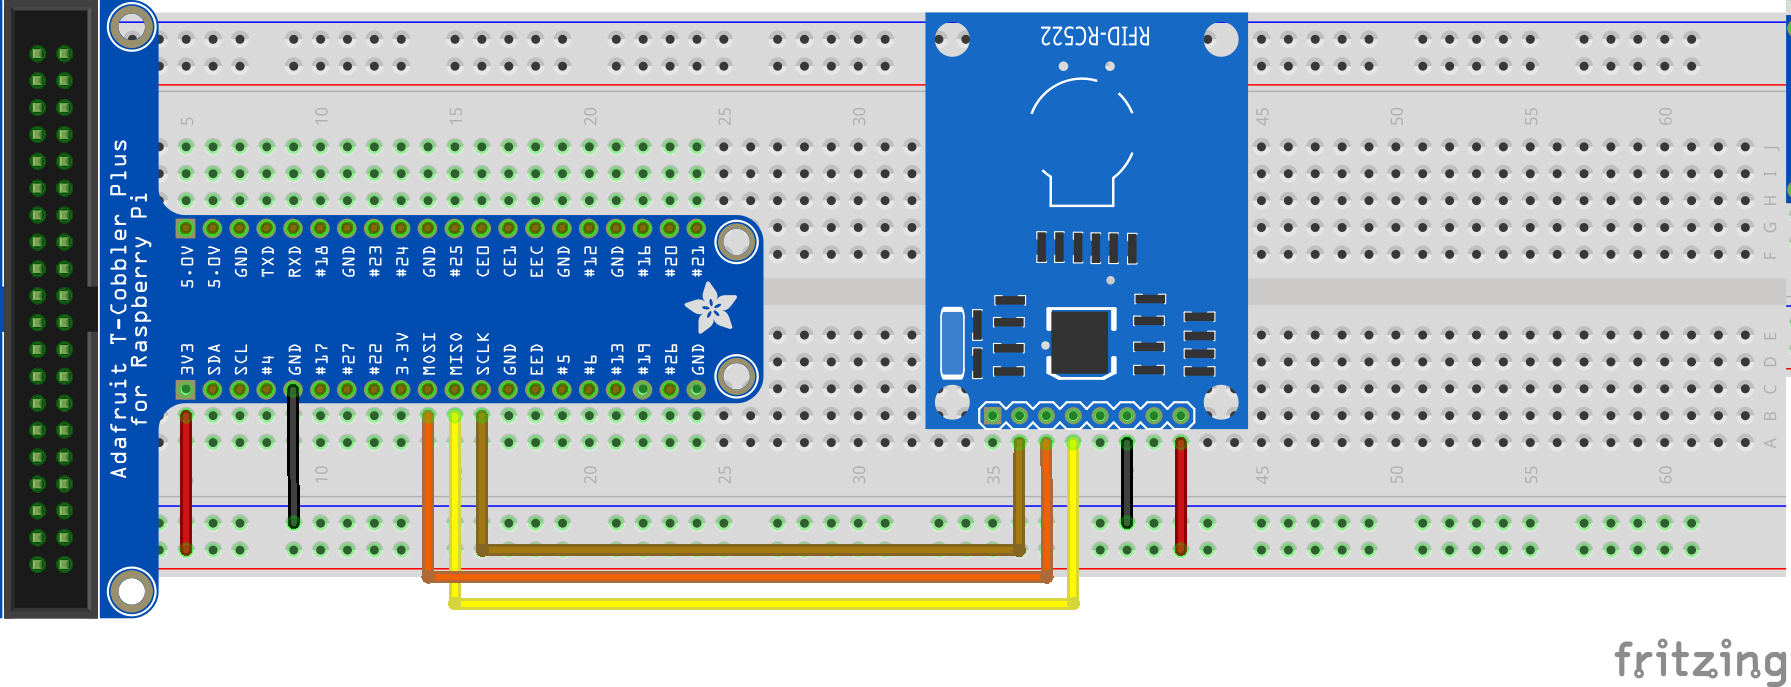 Adafruit T-Cobbler Plus
for Raspberry Pi
5.0V 5.0V GND TXD RXD #18 GND #23 #24 GND #25 CE0 CE1 EEC GND #12 GND #16 #20 #21
3V3 SDA SCL #4 GND #17 #27 #22 3.3V MOSI MISO SCLK GND EED #5 #6 #13 #19 #26 GND
RFID-RC522
5 10 15 20 25 30 45 50 55 60
J
I
H
G
F
E
D
C
B
A
10 20 25 30 35 45 50 55 60
fritzing